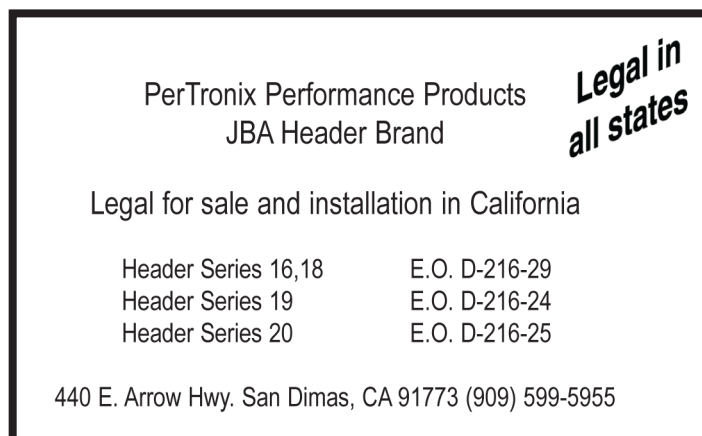 Legal in
all states
PerTronix Performance Products
JBA Header Brand
Legal for sale and installation in California
Header Series 16,18 E.O. D-216-29
Header Series 19 E.O. D-216-24
Header Series 20 E.O. D-216-25
440 E. Arrow Hwy. San Dimas, CA 91773 (909) 599-5955